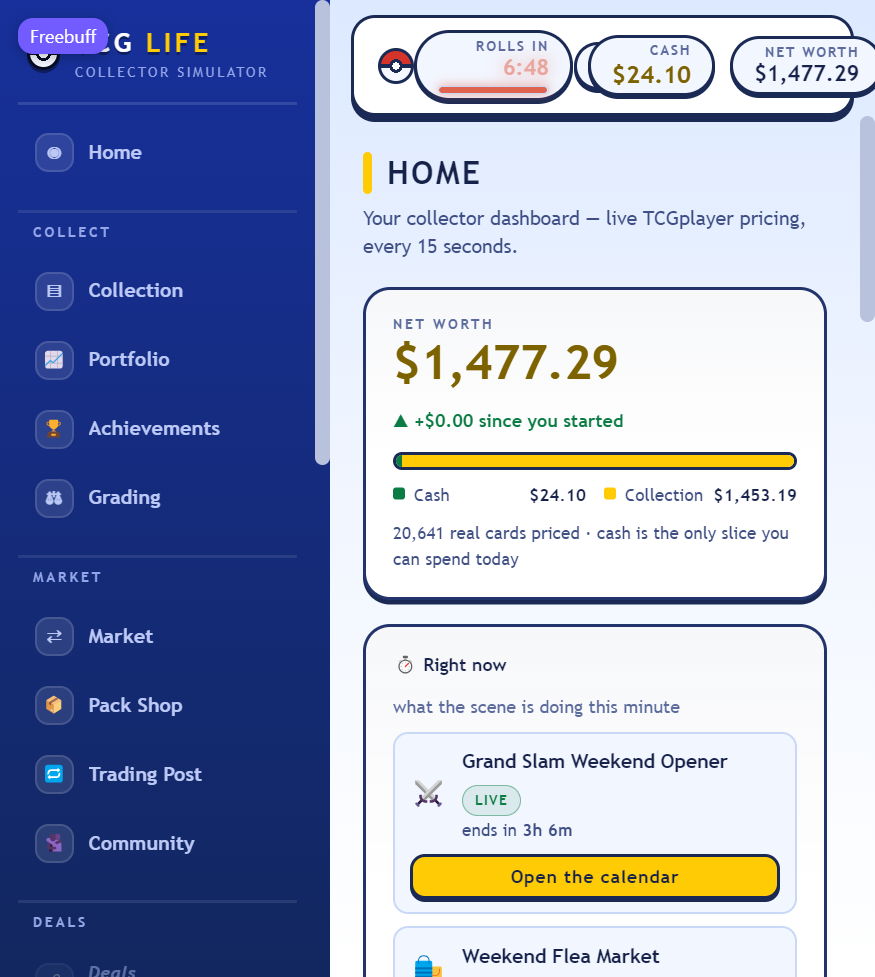 Freebuff
CG LIFE
COLLECTOR SIMULATOR
Home
COLLECT
Collection
Portfolio
Achievements
Grading
MARKET
Market
Pack Shop
Trading Post
Community
DEALS
Deals
ROLLS IN
6:48
CASH
$24.10
NET WORTH
$1,477.29
HOME
Your collector dashboard — live TCGplayer pricing,
every 15 seconds.
NET WORTH
$1,477.29
▲ +$0.00 since you started
Cash $24.10 Collection $1,453.19
20,641 real cards priced · cash is the only slice you
can spend today
Right now
what the scene is doing this minute
Grand Slam Weekend Opener
LIVE
ends in 3h 6m
Open the calendar
Weekend Flea Market